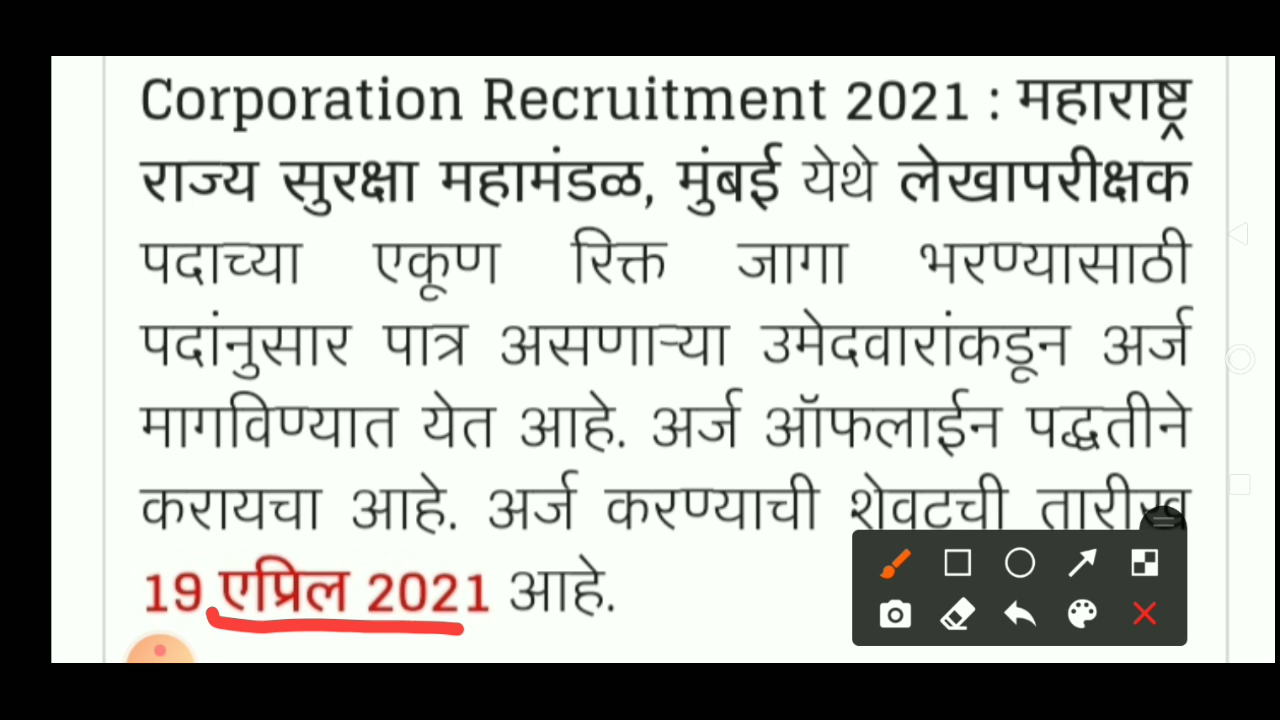 Corporation Recruitment 2021 : महाराष्ट्र
राज्य सुरक्षा महामंडळ, मुंबई येथे लेखापरीक्षक
पदाच्या एकूण रिक्त जागा भरण्यासाठी
पदांनुसार पात्र असणाऱ्या उमेदवारांकडून अर्ज
मागविण्यात येत आहे. अर्ज ऑफलाईन पद्धतीने
करायचा आहे. अर्ज करण्याची शेवटची तारीख
19 एप्रिल 2021 आहे.